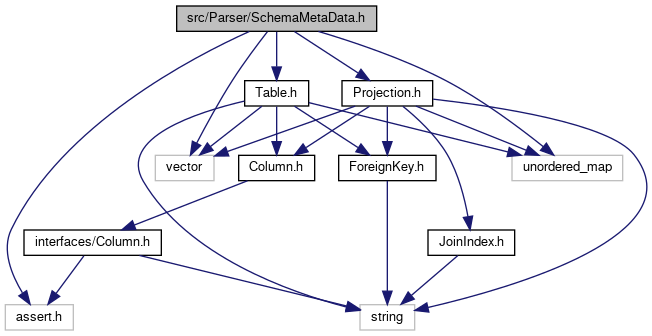 src/Parser/SchemaMetaData.h
Table.h
Projection.h
vector
Column.h
ForeignKey.h
unordered_map
interfaces/Column.h
JoinIndex.h
assert.h
string